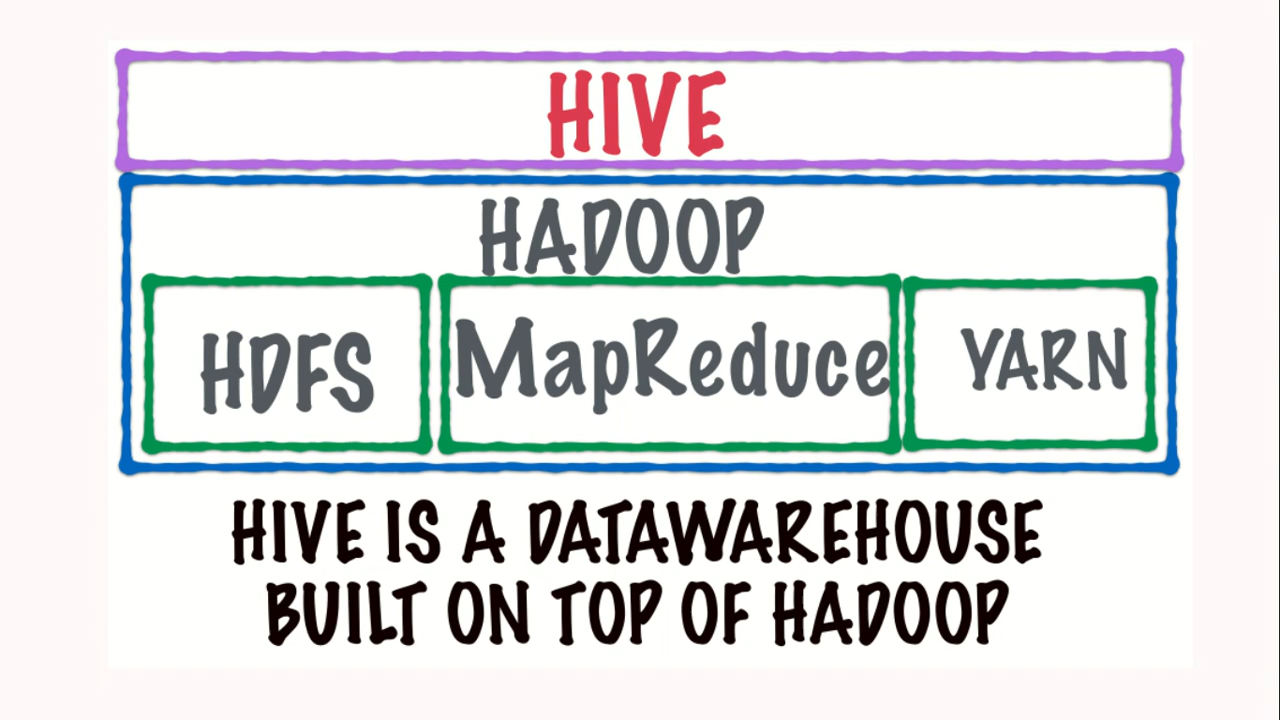 HIVE
HADOOP
HDFS MapReduce YARN
HIVE IS A DATAWAREHOUSE
BUILT ON TOP OF HADOOP